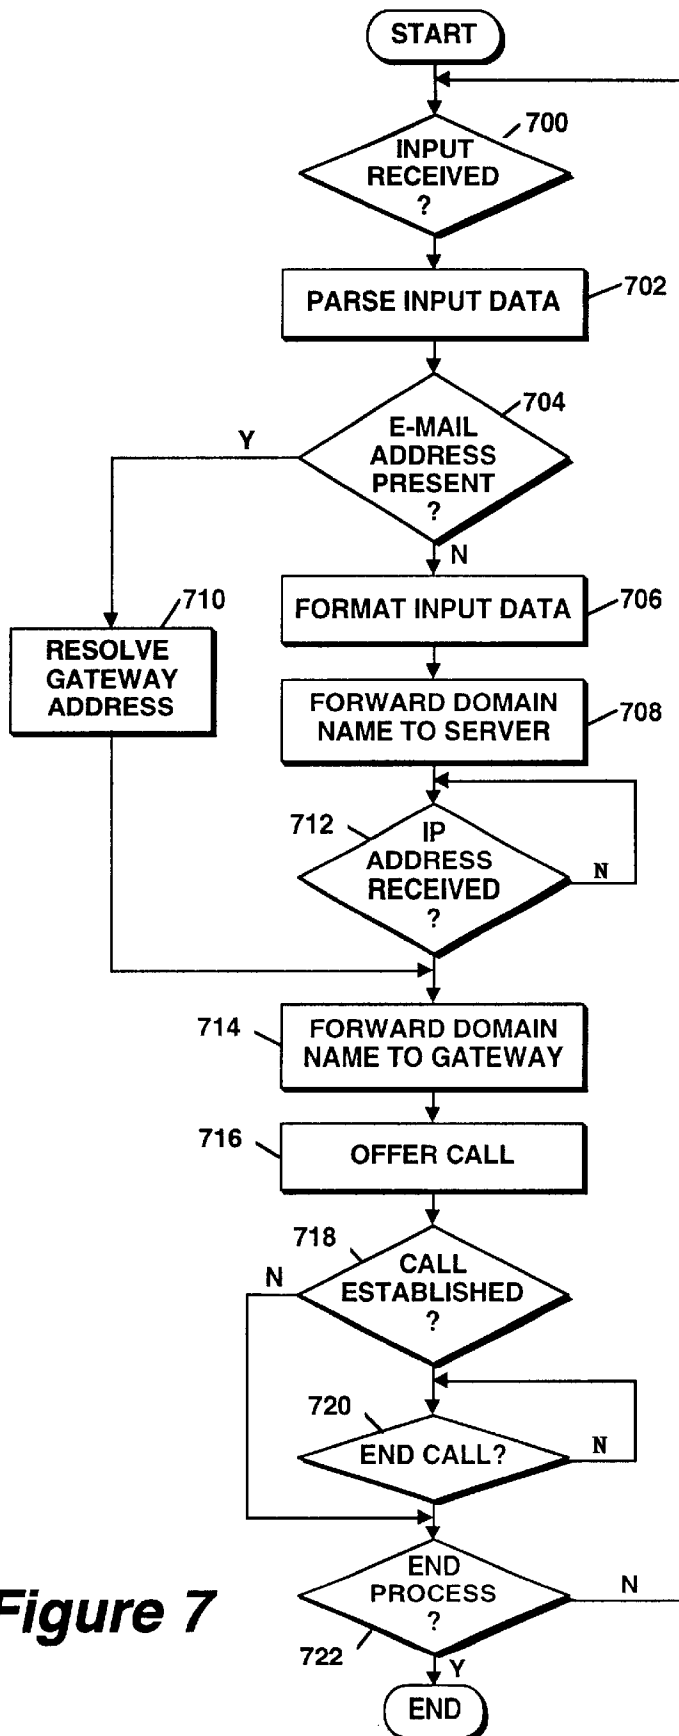 START
700
INPUT
RECEIVED
?
PARSE INPUT DATA
702
704
E-MAIL
ADDRESS
PRESENT
?
Y
N
710
RESOLVE
GATEWAY
ADDRESS
FORMAT INPUT DATA
706
FORWARD DOMAIN
NAME TO SERVER
708
712
IP
ADDRESS
RECEIVED
?
N
714
FORWARD DOMAIN
NAME TO GATEWAY
716
OFFER CALL
718
N
CALL
ESTABLISHED
?
720
END CALL?
N
END
PROCESS
?
N
722
Y
END
Figure 7